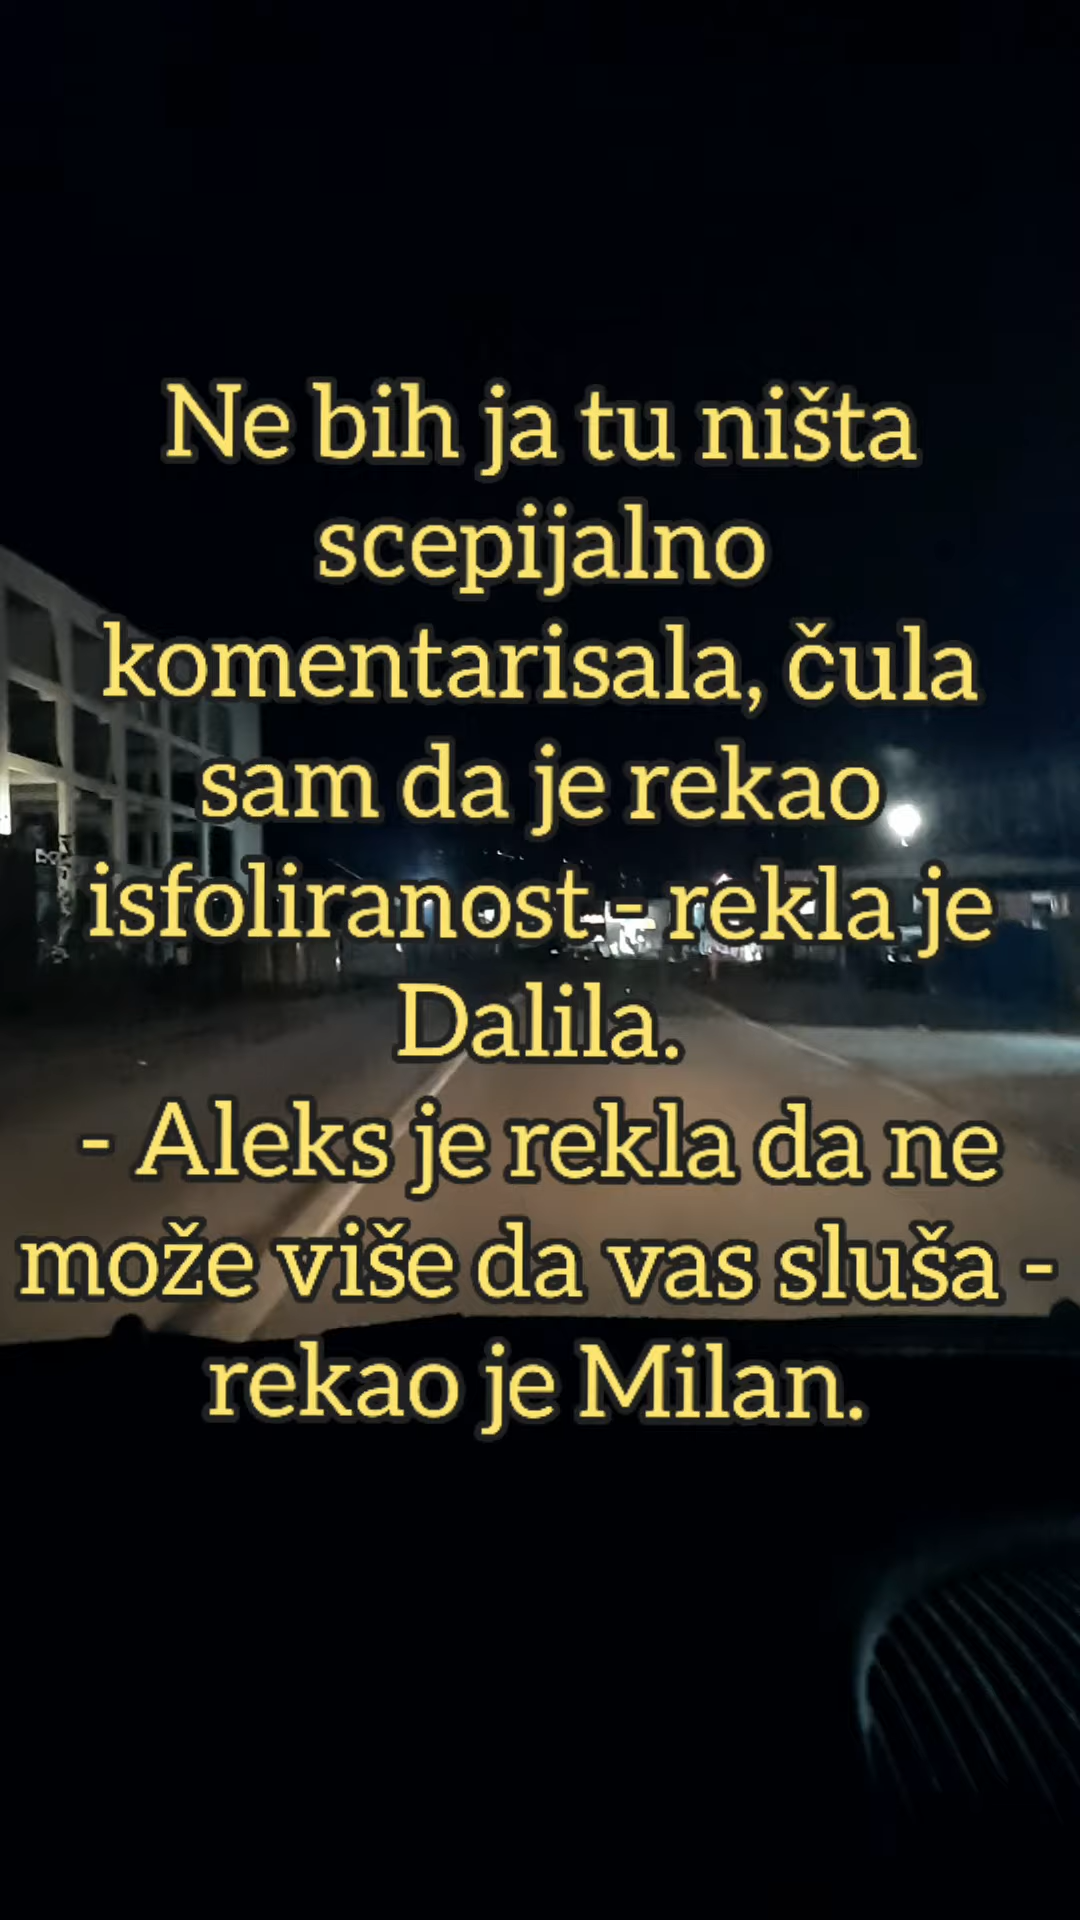 Ne bih ja tu ništa
scepijalno
komentarisala, čula
sam da je rekao
isfoliranost - rekla je
Dalila.
- Aleks je rekla da ne
može više da vas sluša -
rekao je Milan.